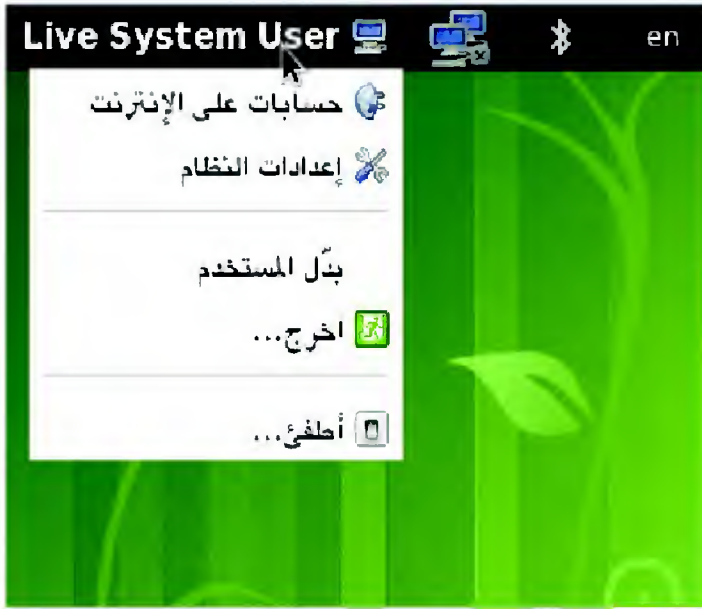 Live System User en
حسابات على الإنترنت
إعدادات النظام
بدّل المستخدم
اخرج...
أطفئ...